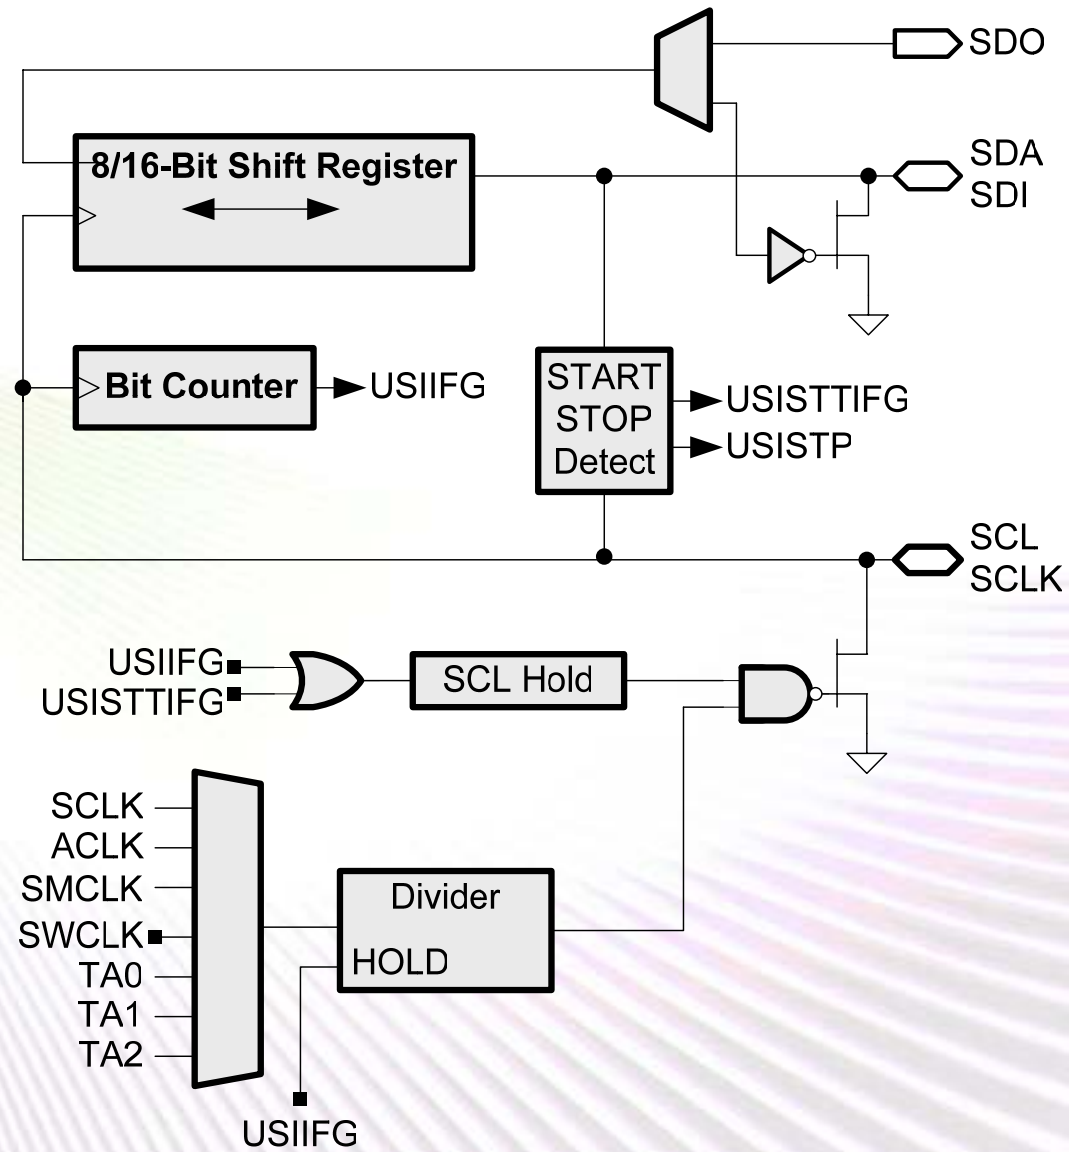 SDO
8/16-Bit Shift Register
SDA
SDI
Bit Counter
USIIFG
START
STOP
Detect
USISTTIFG
USISTP
SCL
SCLK
USIIFG
USISTTIFG
SCL Hold
SCLK
ACLK
SMCLK
SWCLK
TA0
TA1
TA2
Divider
HOLD
USIIFG